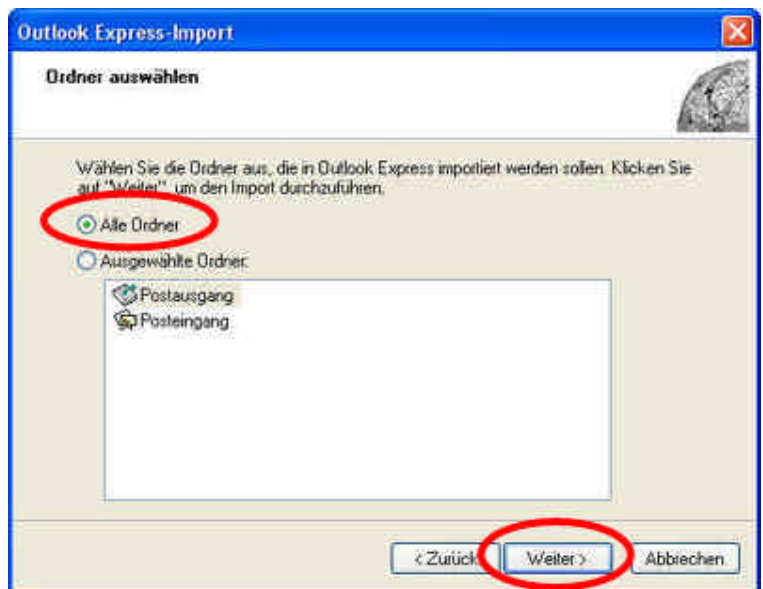 Outlook Express-Import
Ordner auswählen
Wählen Sie die Ordner aus, die in Outlook Express importiert werden sollen. Klicken Sie
auf "Weiter", um den Import durchzuführen.
Alle Ordner
Ausgewählte Ordner:
Postausgang
Posteingang
< Zurück
Weiter >
Abbrechen